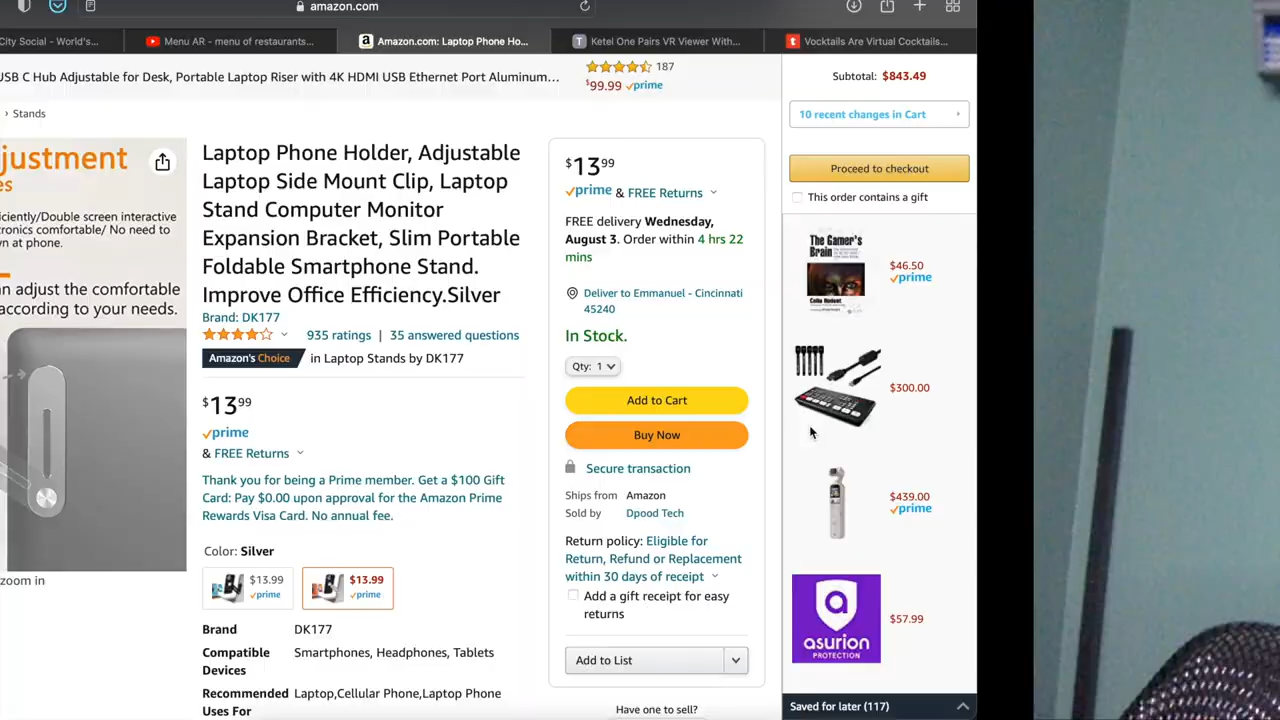 amazon.com
City Social - World's...
Menu AR - menu of restaurants...
Amazon.com: Laptop Phone Ho...
Ketel One Pairs VR Viewer With...
Vocktails Are Virtual Cocktails...
USB C Hub Adjustable for Desk, Portable Laptop Riser with 4K HDMI USB Ethernet Port Aluminum...
187
$99.99 prime
› Stands
justment
es
iciently/Double screen interactive
ctronics comfortable/ No need to
wn at phone.
an adjust the comfortable
according to your needs.
zoom in
Laptop Phone Holder, Adjustable
Laptop Side Mount Clip, Laptop
Stand Computer Monitor
Expansion Bracket, Slim Portable
Foldable Smartphone Stand.
Improve Office Efficiency.Silver
Brand: DK177
935 ratings | 35 answered questions
Amazon's Choice in Laptop Stands by DK177
$13⁹⁹
prime
& FREE Returns
Thank you for being a Prime member. Get a $100 Gift
Card: Pay $0.00 upon approval for the Amazon Prime
Rewards Visa Card. No annual fee.
Color: Silver
$13.99
prime
$13.99
prime
Brand DK177
Compatible Devices Smartphones, Headphones, Tablets
Recommended Uses For Laptop,Cellular Phone,Laptop Phone
$13⁹⁹
prime & FREE Returns
FREE delivery Wednesday,
August 3. Order within 4 hrs 22
mins
Deliver to Emmanuel - Cincinnati
45240
In Stock.
Qty: 1
Add to Cart
Buy Now
Secure transaction
Ships from Amazon
Sold by Dpood Tech
Return policy: Eligible for
Return, Refund or Replacement
within 30 days of receipt
Add a gift receipt for easy
returns
Add to List
Have one to sell?
Subtotal: $843.49
10 recent changes in Cart
Proceed to checkout
This order contains a gift
The Gamer's
Brain
Celia Hodent
$46.50
prime
$300.00
$439.00
prime
asurion
PROTECTION
$57.99
Saved for later (117)